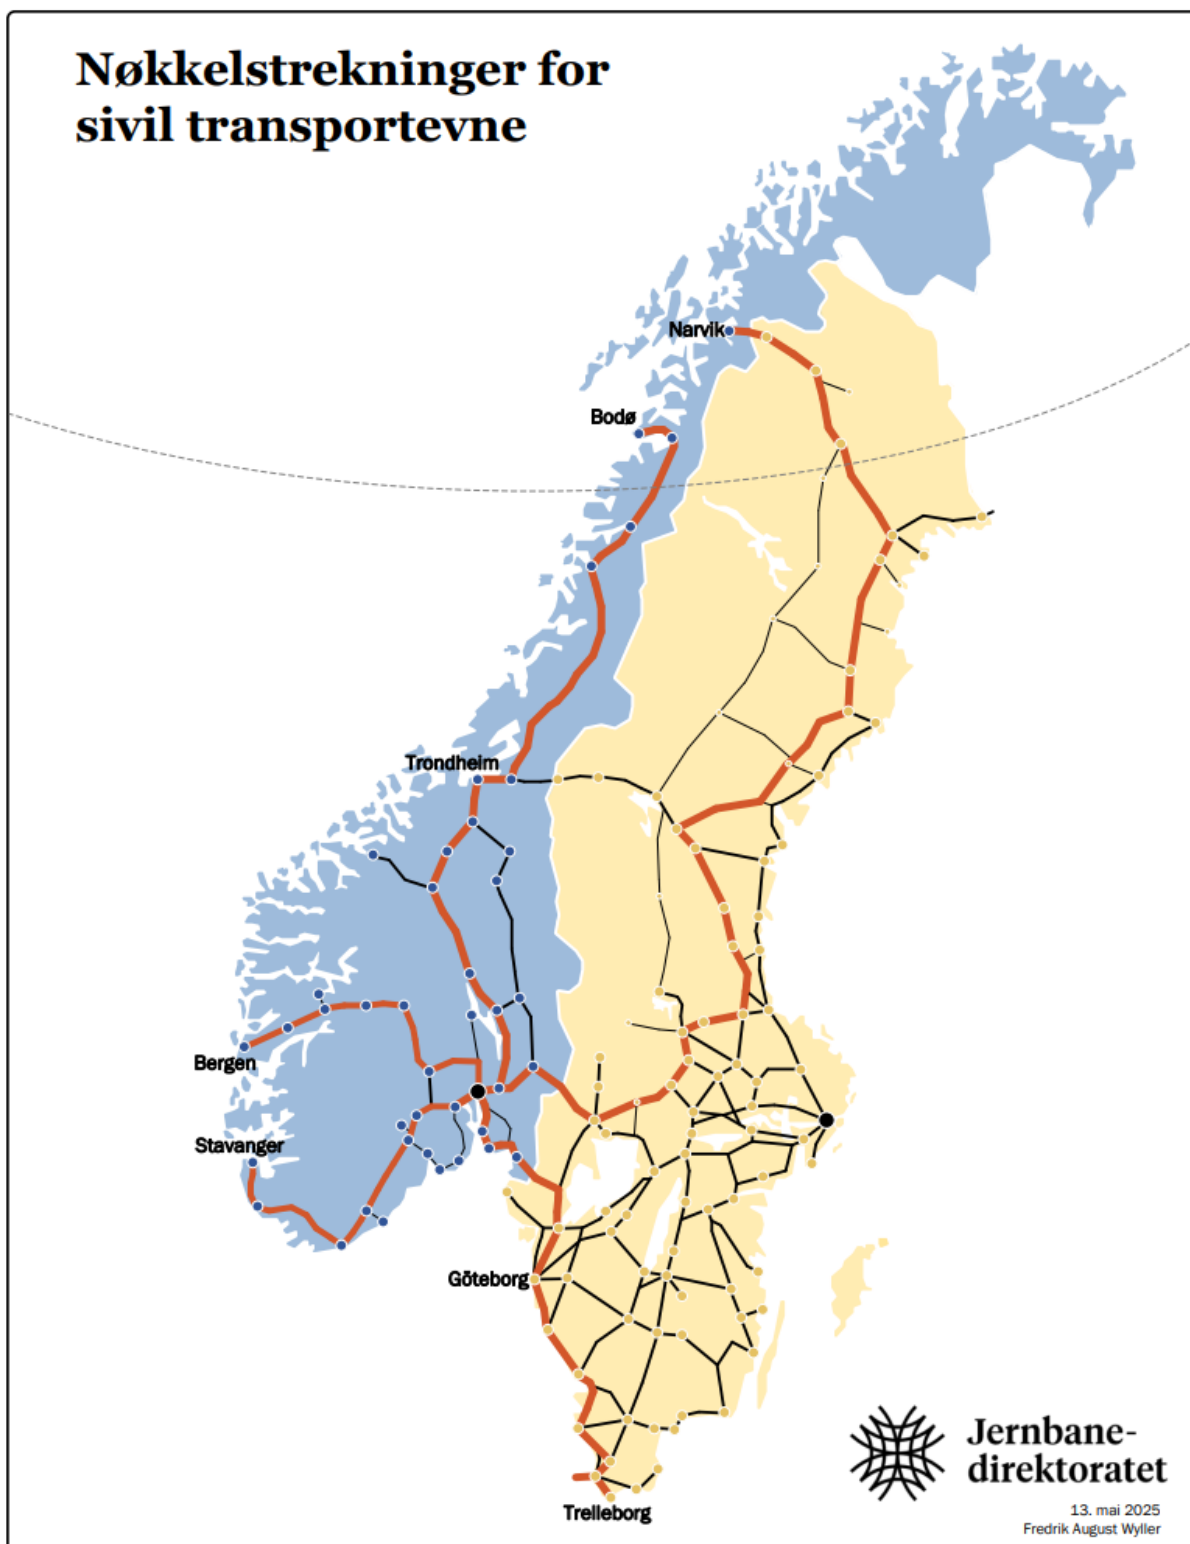 Nøkkelstrekninger for
sivil transportevne
Narvik
Bodø
Trondheim
Bergen
Stavanger
Göteborg
Trelleborg
Jernbane-
direktoratet
13. mai 2025
Fredrik August Wyller